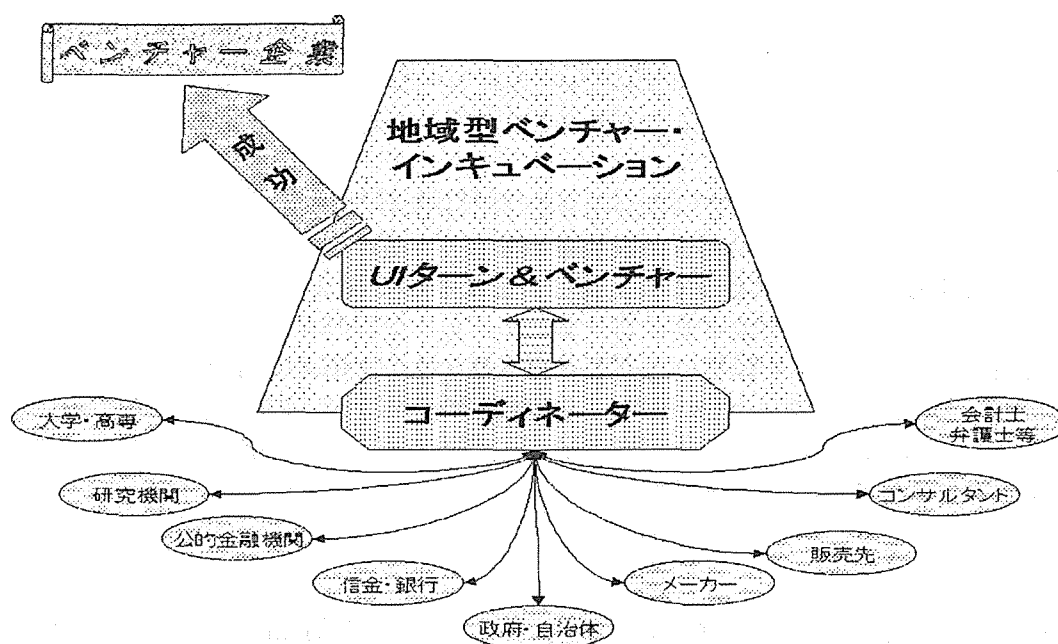 ベンチャー企業
成功
地域型ベンチャー・
インキュベーション
UIターン&ベンチャー
コーディネーター
大学・高専
会計士
弁護士等
研究機関
コンサルタント
公的金融機関
販売先
信金・銀行
メーカー
政府・自治体